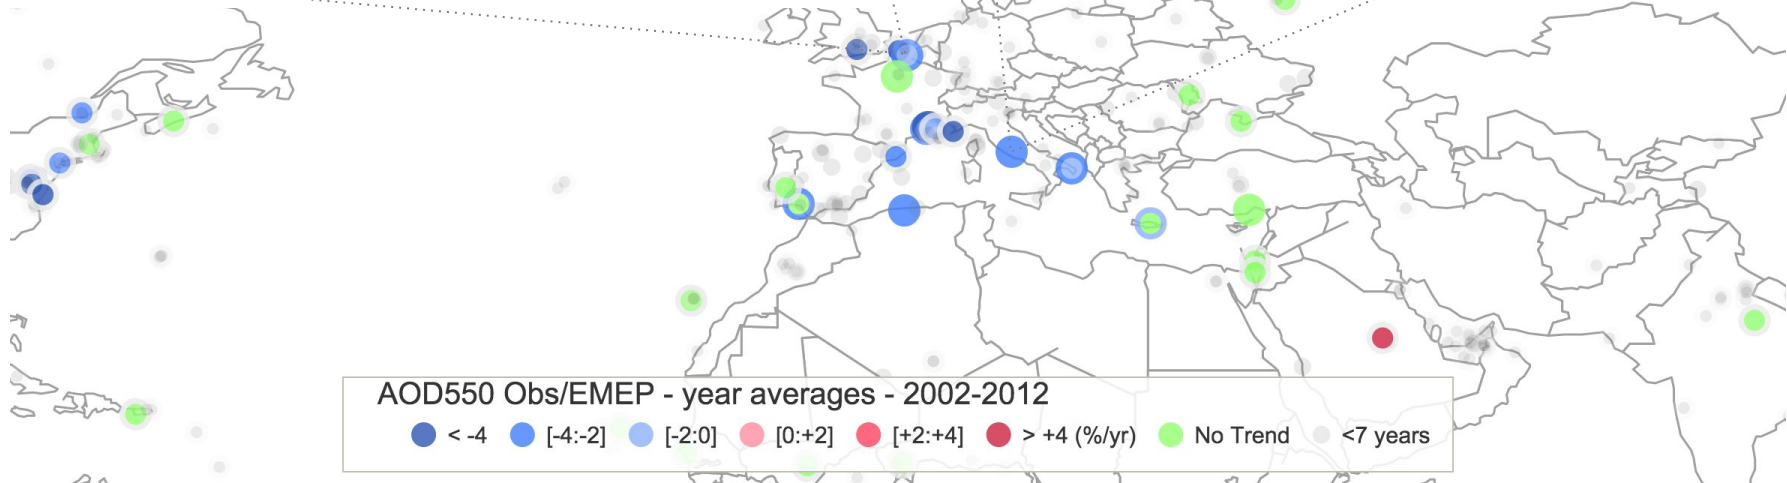 AOD550 Obs/EMEP - year averages - 2002-2012
< -4 [-4:-2] [-2:0] [0:+2] [+2:+4] > +4 (%/yr) No Trend <7 years